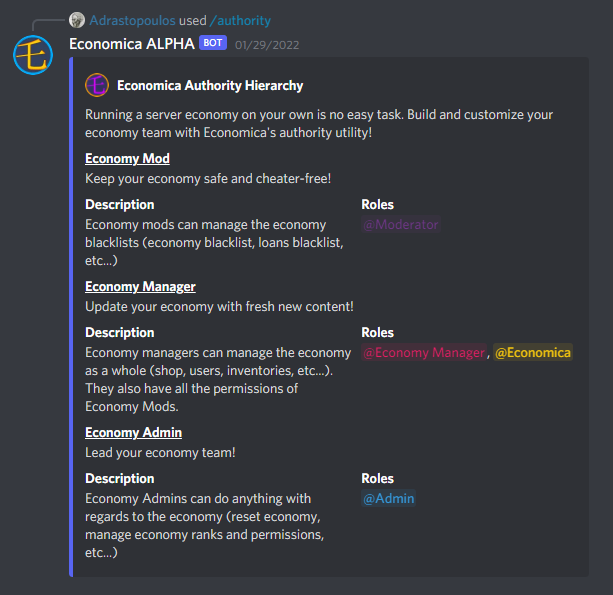 Adrastopoulos used /authority
Economica ALPHA BOT 01/29/2022
Economica Authority Hierarchy
Running a server economy on your own is no easy task. Build and customize your
economy team with Economica's authority utility!
Economy Mod
Keep your economy safe and cheater-free!
Description Roles
Economy mods can manage the economy @Moderator
blacklists (economy blacklist, loans blacklist,
etc...)
Economy Manager
Update your economy with fresh new content!
Description Roles
Economy managers can manage the economy @Economy Manager, @Economica
as a whole (shop, users, inventories, etc...).
They also have all the permissions of
Economy Mods.
Economy Admin
Lead your economy team!
Description Roles
Economy Admins can do anything with @Admin
regards to the economy (reset economy,
manage economy ranks and permissions,
etc...)